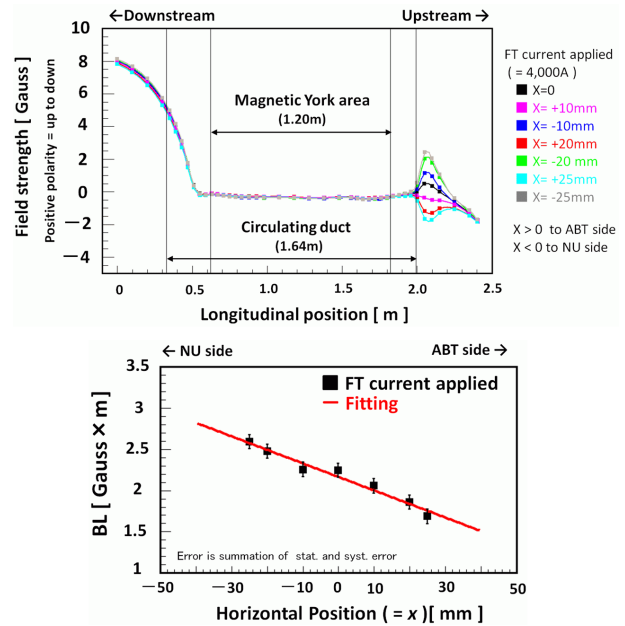 ←Downstream
Upstream→
Field strength [ Gauss ]
Positive polarity = up to down
10
8
6
4
2
0
−2
−4
Magnetic York area
(1.20m)
Circulating duct
(1.64m)
0
0.5
1.0
1.5
2.0
2.5
Longitudinal position [ m ]
FT current applied
( = 4,000A )
X=0
X= +10mm
X= -10mm
X= +20mm
X= -20 mm
X= +25mm
X= -25mm
X > 0 to ABT side
X < 0 to NU side
← NU side
ABT side →
BL [ Gauss × m ]
3.5
3
2.5
2
1.5
1
FT current applied
Fitting
Error is summation of stat. and syst. error
−50
−30
−10
0
10
30
50
Horizontal Position ( = x )[ mm ]